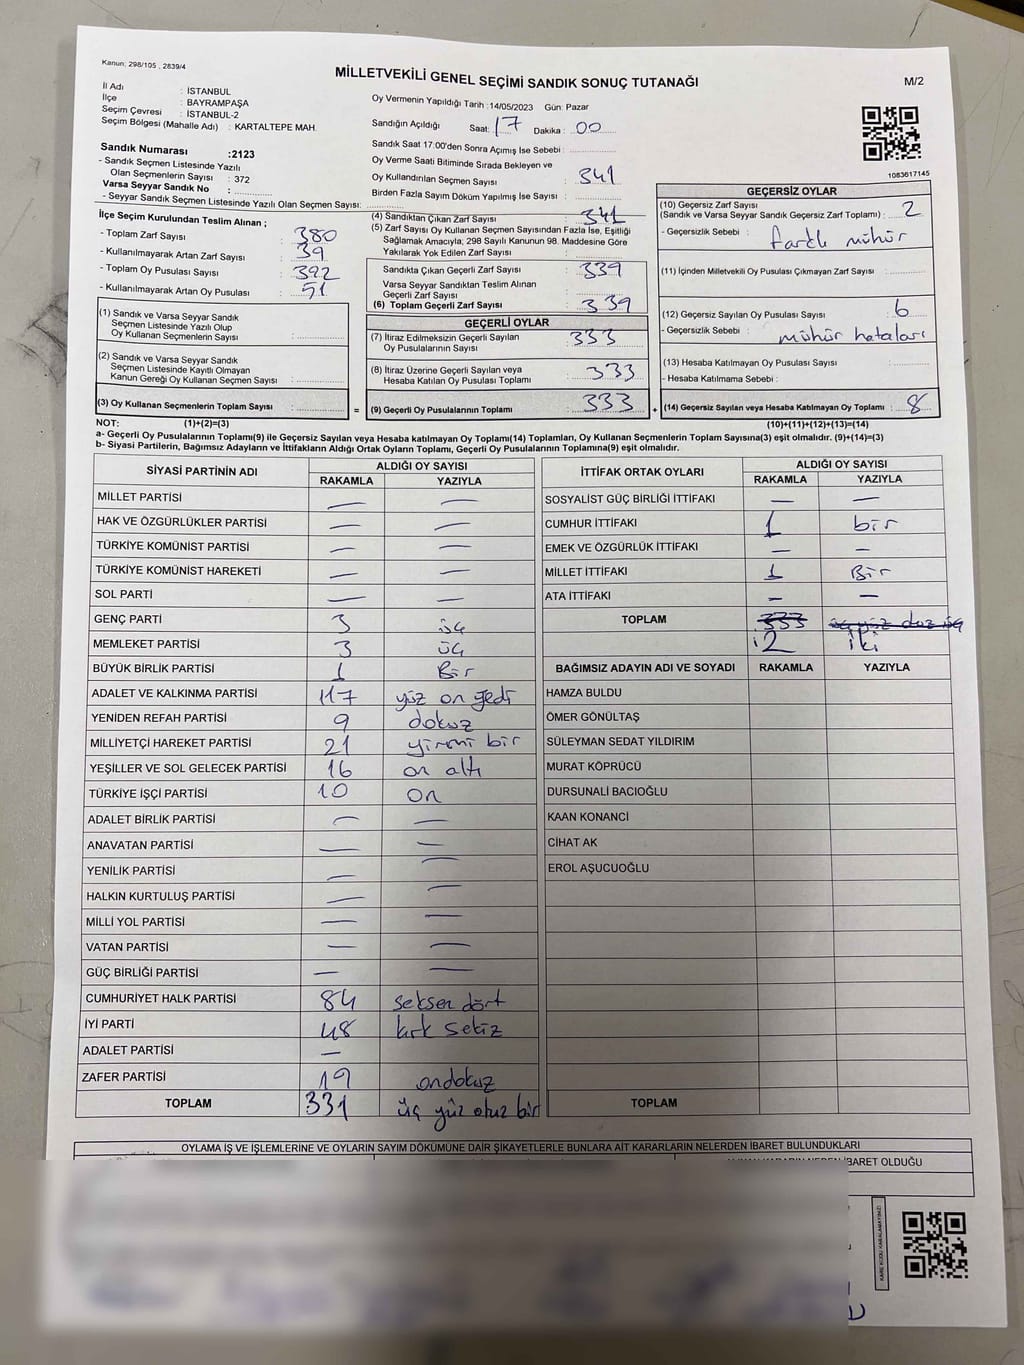 Kanun; 298/105 , 2839/4
MİLLETVEKİLİ GENEL SEÇİMİ SANDIK SONUÇ TUTANAĞI
M/2
İl Adı : İSTANBUL
İlçe : BAYRAMPAŞA
Seçim Çevresi : İSTANBUL-2
Seçim Bölgesi (Mahalle Adı) : KARTALTEPE MAH.
Sandık Numarası :2123
- Sandık Seçmen Listesinde Yazılı
Olan Seçmenlerin Sayısı : 372
Varsa Seyyar Sandık No :
- Seyyar Sandık Seçmen Listesinde Yazılı Olan Seçmen Sayısı:
Oy Vermenin Yapıldığı Tarih :14/05/2023 Gün: Pazar
Sandığın Açıldığı Saat: 17 Dakika : 00
Sandık Saat 17:00'den Sonra Açımış İse Sebebi :
Oy Verme Saati Bitiminde Sırada Bekleyen ve
Oy Kullandırılan Seçmen Sayısı : 341
Birden Fazla Sayım Döküm Yapılmış İse Sayısı :
1083617145
İlçe Seçim Kurulundan Teslim Alınan ;
- Toplam Zarf Sayısı : 380
- Kullanılmayarak Artan Zarf Sayısı : 39
- Toplam Oy Pusulası Sayısı : 392
- Kullanılmayarak Artan Oy Pusulası : 51
(1) Sandık ve Varsa Seyyar Sandık
Seçmen Listesinde Yazılı Olup
Oy Kullanan Seçmenlerin Sayısı :
(2) Sandık ve Varsa Seyyar Sandık
Seçmen Listesinde Kayıtlı Olmayan
Kanun Gereği Oy Kullanan Seçmen Sayısı :
(3) Oy Kullanan Seçmenlerin Toplam Sayısı :
=
(4) Sandıktan Çıkan Zarf Sayısı : 341
(5) Zarf Sayısı Oy Kullanan Seçmen Sayısından Fazla İse, Eşitliği
Sağlamak Amacıyla; 298 Sayılı Kanunun 98. Maddesine Göre
Yakılarak Yok Edilen Zarf Sayısı :
Sandıkta Çıkan Geçerli Zarf Sayısı : 339
Varsa Seyyar Sandıktan Teslim Alınan
Geçerli Zarf Sayısı :
(6) Toplam Geçerli Zarf Sayısı : 339
GEÇERLİ OYLAR
(7) İtiraz Edilmeksizin Geçerli Sayılan
Oy Pusulalarının Sayısı : 333
(8) İtiraz Üzerine Geçerli Sayılan veya
Hesaba Katılan Oy Pusulası Toplamı : 333
(9) Geçerli Oy Pusulalarının Toplamı : 333
+
GEÇERSİZ OYLAR
(10) Geçersiz Zarf Sayısı
(Sandık ve Varsa Seyyar Sandık Geçersiz Zarf Toplamı) : 2
- Geçersizlik Sebebi : farklı mühür
(11) İçinden Milletvekili Oy Pusulası Çıkmayan Zarf Sayısı :
(12) Geçersiz Sayılan Oy Pusulası Sayısı : 6
- Geçersizlik Sebebi : mühür hataları
(13) Hesaba Katılmayan Oy Pusulası Sayısı :
- Hesaba Katılmama Sebebi :
(14) Geçersiz Sayılan veya Hesaba Katılmayan Oy Toplamı : 8
NOT: (1)+(2)=(3) (10)+(11)+(12)+(13)=(14)
a- Geçerli Oy Pusulalarının Toplamı(9) ile Geçersiz Sayılan veya Hesaba katılmayan Oy Toplamı(14) Toplamları, Oy Kullanan Seçmenlerin Toplam Sayısına(3) eşit olmalıdır. (9)+(14)=(3)
b- Siyasi Partilerin, Bağımsız Adayların ve İttifakların Aldığı Ortak Oyların Toplamı, Geçerli Oy Pusulalarının Toplamına(9) eşit olmalıdır.
SİYASİ PARTİNİN ADI ALDIĞI OY SAYISI
RAKAMLA YAZIYLA
MİLLET PARTİSİ — —
HAK VE ÖZGÜRLÜKLER PARTİSİ — —
TÜRKİYE KOMÜNİST PARTİSİ — —
TÜRKİYE KOMÜNİST HAREKETİ — —
SOL PARTİ — —
GENÇ PARTİ 3 üç
MEMLEKET PARTİSİ 3 üç
BÜYÜK BİRLİK PARTİSİ 1 Bir
ADALET VE KALKINMA PARTİSİ 117 yüz on yedi
YENİDEN REFAH PARTİSİ 9 dokuz
MİLLİYETÇİ HAREKET PARTİSİ 21 yirmi bir
YEŞİLLER VE SOL GELECEK PARTİSİ 16 on altı
TÜRKİYE İŞÇİ PARTİSİ 10 on
ADALET BİRLİK PARTİSİ — —
ANAVATAN PARTİSİ — —
YENİLİK PARTİSİ — —
HALKIN KURTULUŞ PARTİSİ — —
MİLLİ YOL PARTİSİ — —
VATAN PARTİSİ — —
GÜÇ BİRLİĞİ PARTİSİ — —
CUMHURİYET HALK PARTİSİ 84 seksen dört
İYİ PARTİ 48 kırk sekiz
ADALET PARTİSİ —
ZAFER PARTİSİ 19 ondokuz
TOPLAM 331 üç yüz otuz bir
İTTİFAK ORTAK OYLARI ALDIĞI OY SAYISI
RAKAMLA YAZIYLA
SOSYALİST GÜÇ BİRLİĞİ İTTİFAKI — —
CUMHUR İTTİFAKI 1 bir
EMEK VE ÖZGÜRLÜK İTTİFAKI — —
MİLLET İTTİFAKI 1 Bir
ATA İTTİFAKI — —
TOPLAM 333
2 İki
BAĞIMSIZ ADAYIN ADI VE SOYADI RAKAMLA YAZIYLA
HAMZA BULDU
ÖMER GÖNÜLTAŞ
SÜLEYMAN SEDAT YILDIRIM
MURAT KÖPRÜCÜ
DURSUNALİ BACIOĞLU
KAAN KONANCİ
CİHAT AK
EROL AŞUCUOĞLU
TOPLAM
OYLAMA İŞ VE İŞLEMLERİNE VE OYLARIN SAYIM DÖKÜMÜNE DAİR ŞİKAYETLERLE BUNLARA AİT KARARLARIN NELERDEN İBARET BULUNDUKLARI
İBARET OLDUĞU